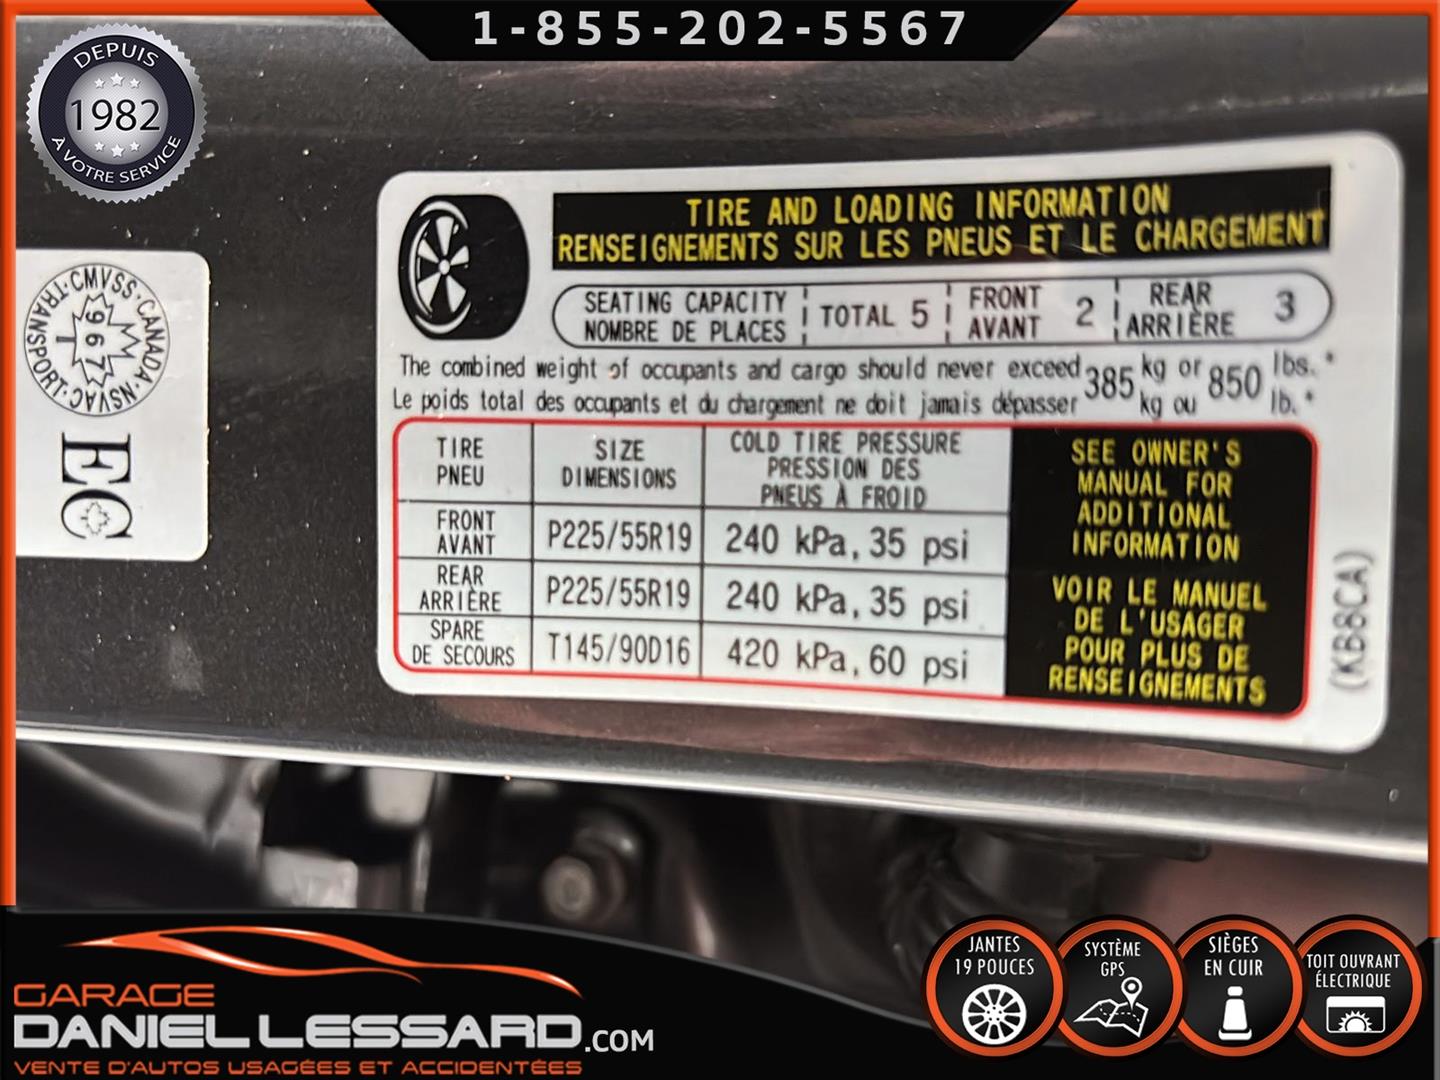 1-855-202-5567
DEPUIS
1982
À VOTRE SERVICE
TRANSPORT · CANADA
CMVSS · NSVAC
967
T
EC
TIRE AND LOADING INFORMATION
RENSEIGNEMENTS SUR LES PNEUS ET LE CHARGEMENT
SEATING CAPACITY TOTAL 5 FRONT 2 REAR 3
NOMBRE DE PLACES AVANT ARRIÈRE
The combined weight of occupants and cargo should never exceed 385 kg or 850 lbs.*
Le poids total des occupants et du chargement ne doit jamais dépasser kg ou lb.*
TIRE SIZE COLD TIRE PRESSURE
PNEU DIMENSIONS PRESSION DES
PNEUS À FROID
FRONT
AVANT P225/55R19 240 kPa, 35 psi
REAR
ARRIÈRE P225/55R19 240 kPa, 35 psi
SPARE
DE SECOURS T145/90D16 420 kPa, 60 psi
SEE OWNER'S
MANUAL FOR
ADDITIONAL
INFORMATION
VOIR LE MANUEL
DE L'USAGER
POUR PLUS DE
RENSEIGNEMENTS
(KB8CA)
GARAGE
DANIEL LESSARD.COM
VENTE D'AUTOS USAGÉES ET ACCIDENTÉES
JANTES
19 POUCES
SYSTÈME
GPS
SIÈGES
EN CUIR
TOIT OUVRANT
ÉLECTRIQUE